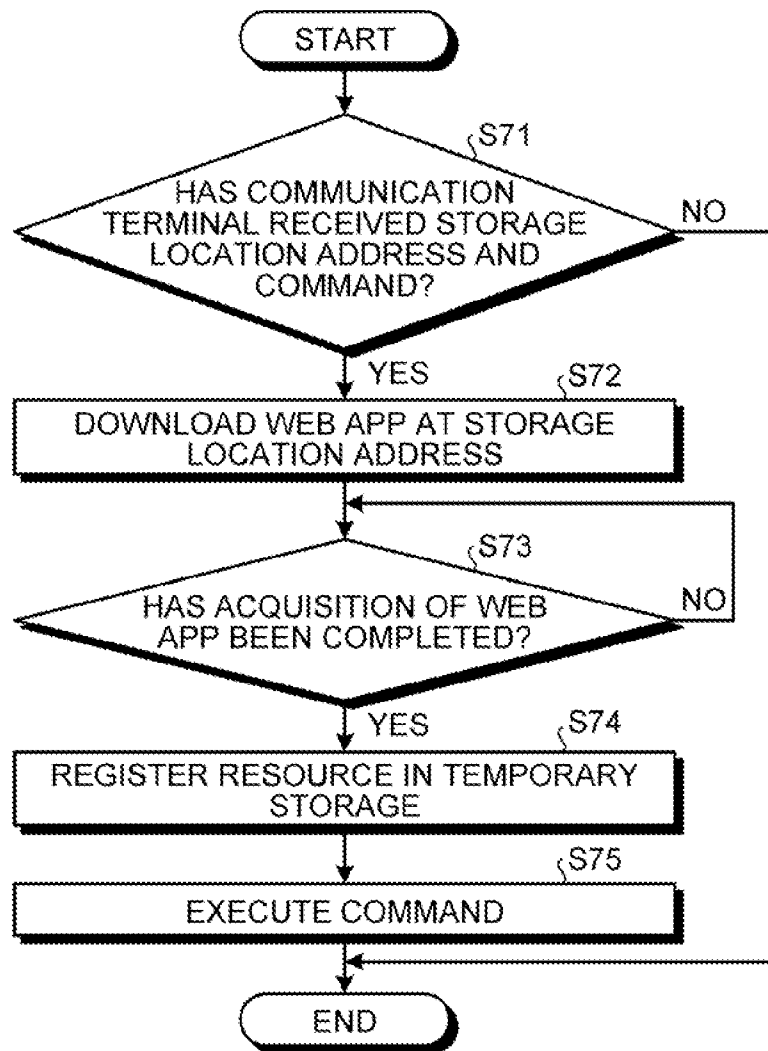 START
S71
HAS COMMUNICATION
TERMINAL RECEIVED STORAGE
LOCATION ADDRESS AND
COMMAND?
NO
YES
S72
DOWNLOAD WEB APP AT STORAGE
LOCATION ADDRESS
S73
HAS ACQUISITION OF WEB
APP BEEN COMPLETED?
NO
YES
S74
REGISTER RESOURCE IN TEMPORARY
STORAGE
S75
EXECUTE COMMAND
END